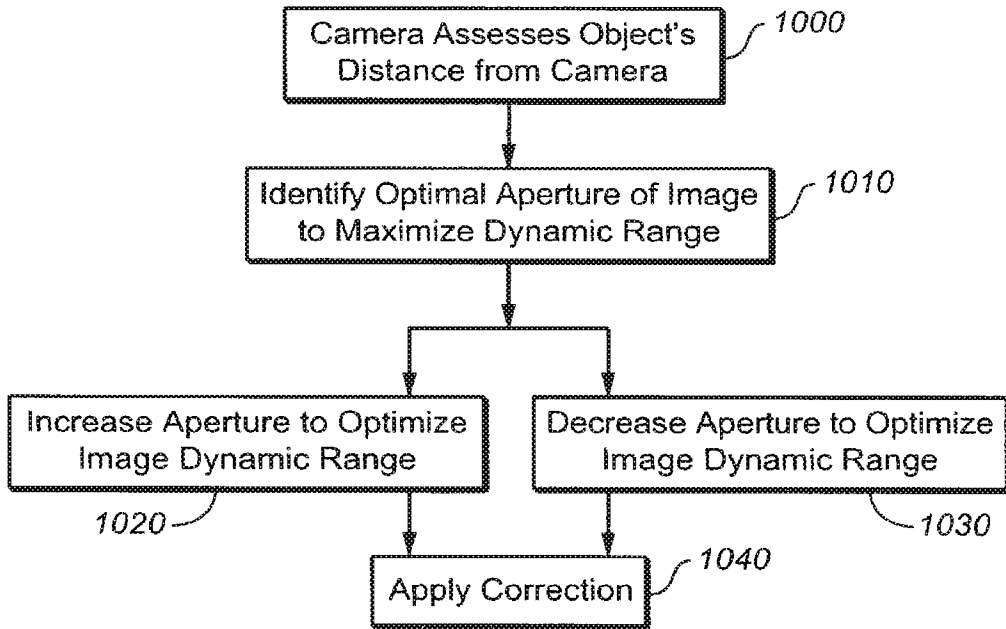 Camera Assesses Object's
Distance from Camera
1000
Identify Optimal Aperture of Image
to Maximize Dynamic Range
1010
Increase Aperture to Optimize
Image Dynamic Range
1020
Decrease Aperture to Optimize
Image Dynamic Range
1030
Apply Correction
1040